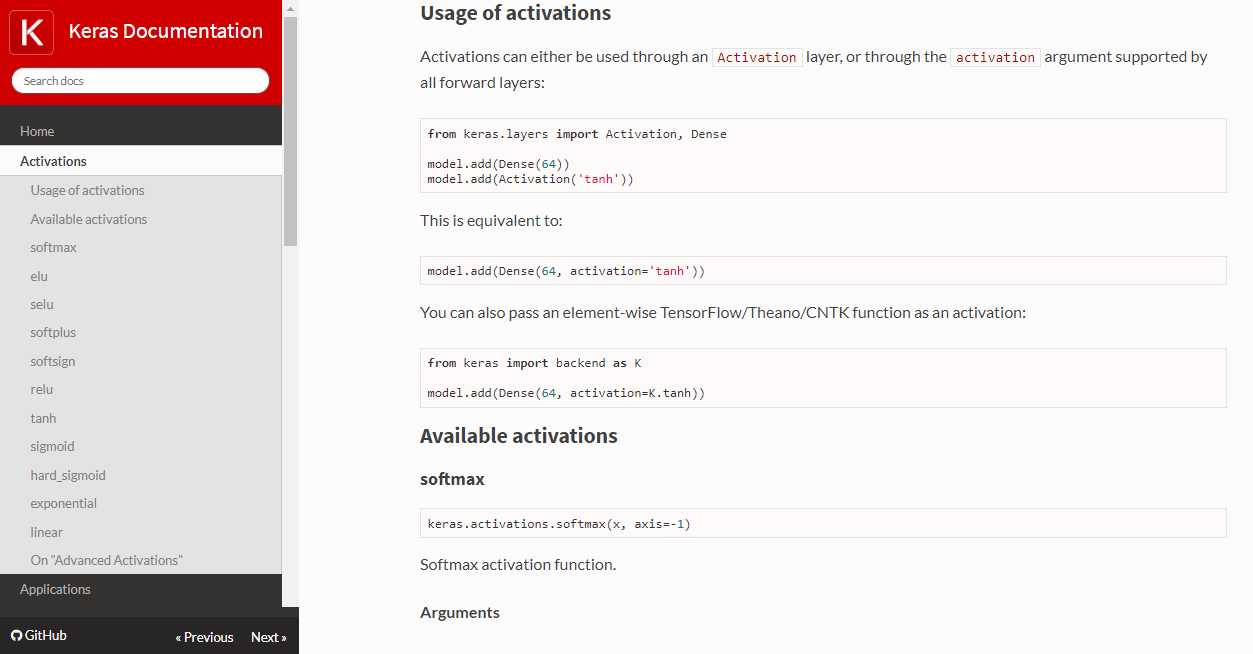 K
Keras Documentation
Search docs
Home
Activations
Usage of activations
Available activations
softmax
elu
selu
softplus
softsign
relu
tanh
sigmoid
hard_sigmoid
exponential
linear
On "Advanced Activations"
Applications
GitHub
« Previous
Next »
Usage of activations
Activations can either be used through an Activation layer, or through the activation argument supported by
all forward layers:
from keras.layers import Activation, Dense
model.add(Dense(64))
model.add(Activation('tanh'))
This is equivalent to:
model.add(Dense(64, activation='tanh'))
You can also pass an element-wise TensorFlow/Theano/CNTK function as an activation:
from keras import backend as K
model.add(Dense(64, activation=K.tanh))
Available activations
softmax
keras.activations.softmax(x, axis=-1)
Softmax activation function.
Arguments